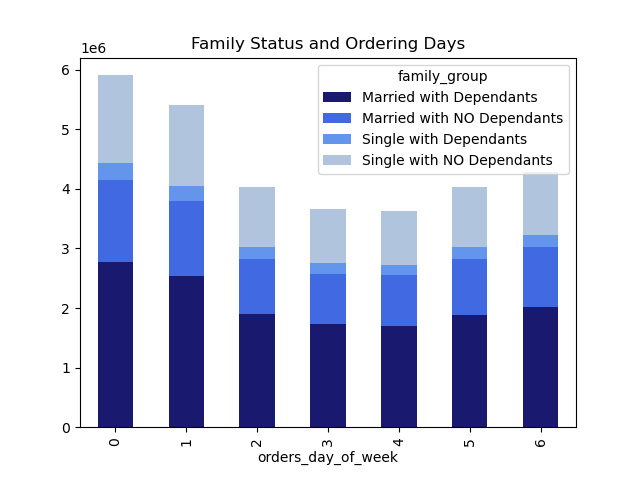 Family Status and Ordering Days
1e6
family_group
Married with Dependants
Married with NO Dependants
Single with Dependants
Single with NO Dependants
6
5
4
3
2
1
0
0 1 2 3 4 5 6
orders_day_of_week